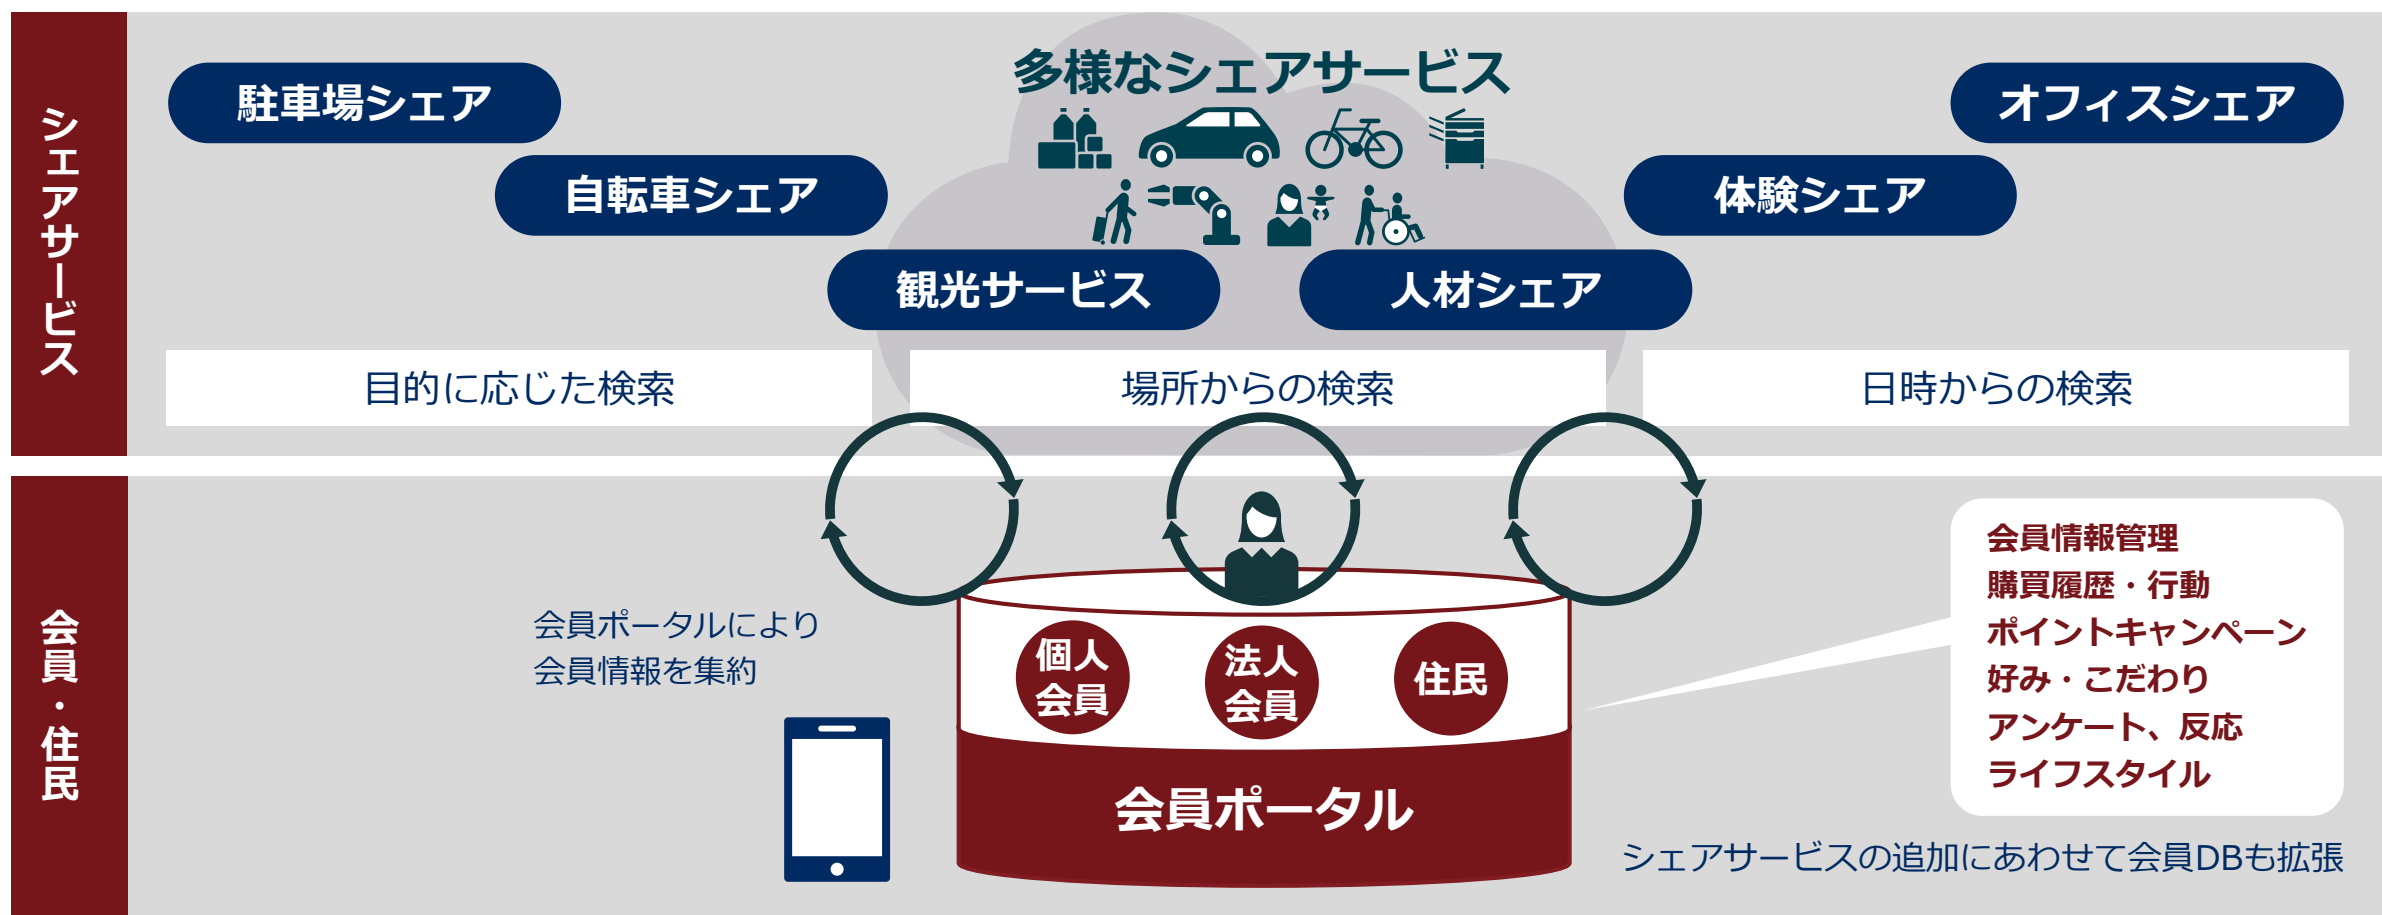 シェアサービス
多様なシェアサービス
駐車場シェア
オフィスシェア
自転車シェア
体験シェア
観光サービス
人材シェア
目的に応じた検索
場所からの検索
日時からの検索
会員・住民
会員ポータルにより
会員情報を集約
個人
会員
法人
会員
住民
会員ポータル
会員情報管理
購買履歴・行動
ポイントキャンペーン
好み・こだわり
アンケート、反応
ライフスタイル
シェアサービスの追加にあわせて会員DBも拡張